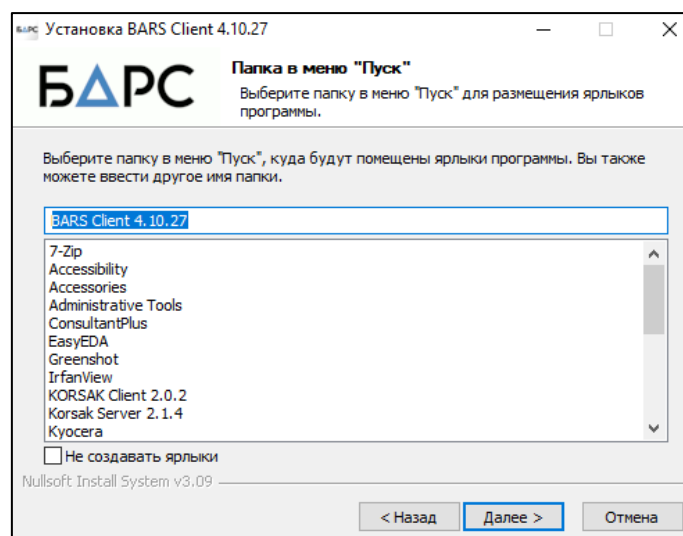 БАРС Установка BARS Client 4.10.27
БАРС
Папка в меню "Пуск"
Выберите папку в меню "Пуск" для размещения ярлыков
программы.
Выберите папку в меню "Пуск", куда будут помещены ярлыки программы. Вы также
можете ввести другое имя папки.
BARS Client 4.10.27
7-Zip
Accessibility
Accessories
Administrative Tools
ConsultantPlus
EasyEDA
Greenshot
IrfanView
KORSAK Client 2.0.2
Korsak Server 2.1.4
Kyocera
Не создавать ярлыки
Nullsoft Install System v3.09
< Назад
Далее >
Отмена